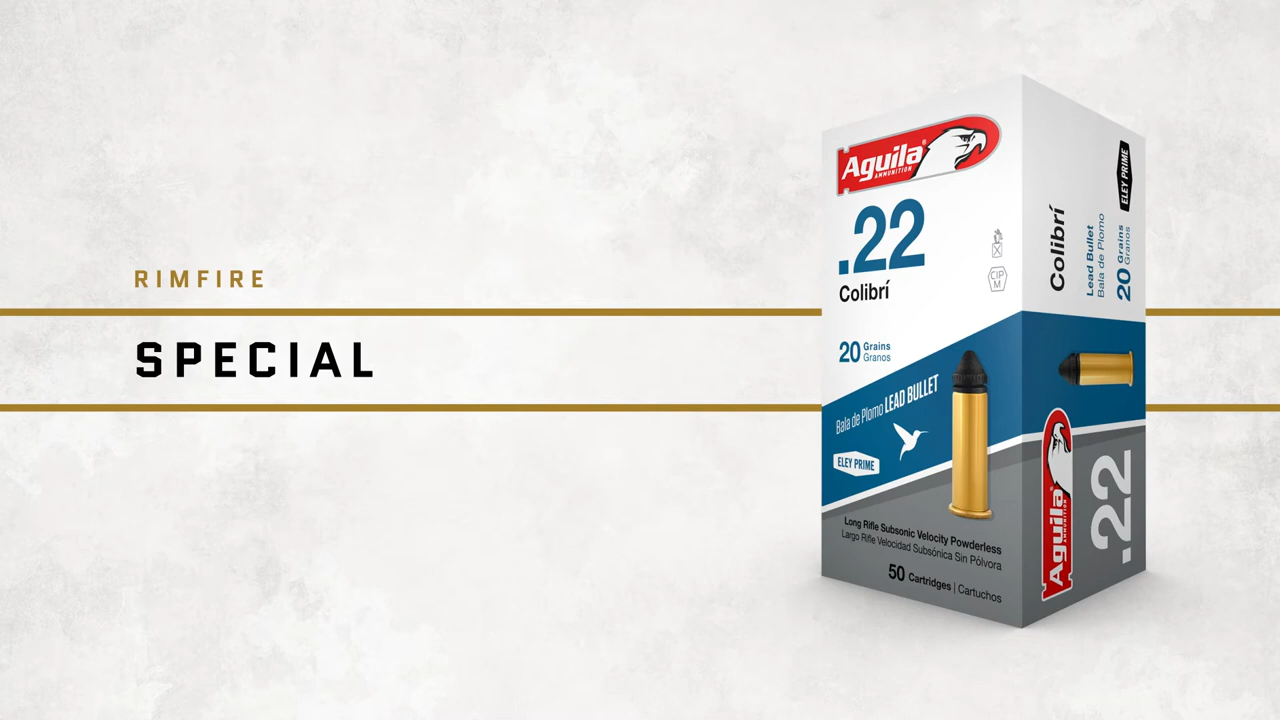 RIMFIRE
SPECIAL
Aguila®
AMMUNITION
.22
Colibrí
CIP
M
20 Grains
Granos
Bala de Plomo LEAD BULLET
ELEY PRIME
Long Rifle Subsonic Velocity Powderless
Largo Rifle Velocidad Subsónica Sin Pólvora
50 Cartridges | Cartuchos
Colibrí
Lead Bullet
Bala de Plomo
20 Grains
Granos
ELEY PRIME
Aguila®
AMMUNITION
.22